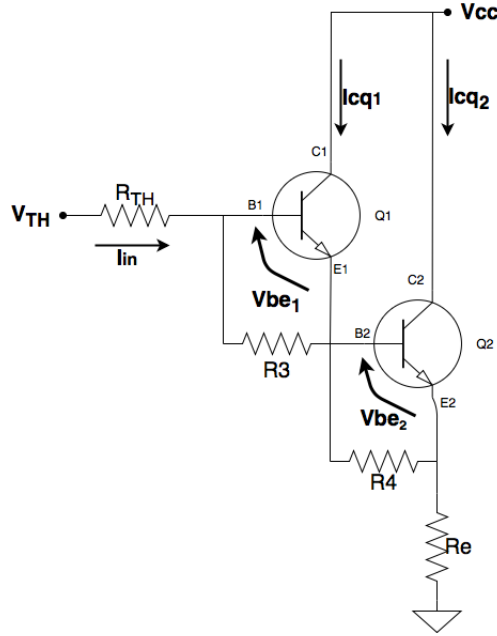 Vcc
Icq1
Icq2
C1
RTH
VTH
B1
Q1
Iin
E1
Vbe1
C2
B2
Q2
R3
Vbe2
E2
R4
Re